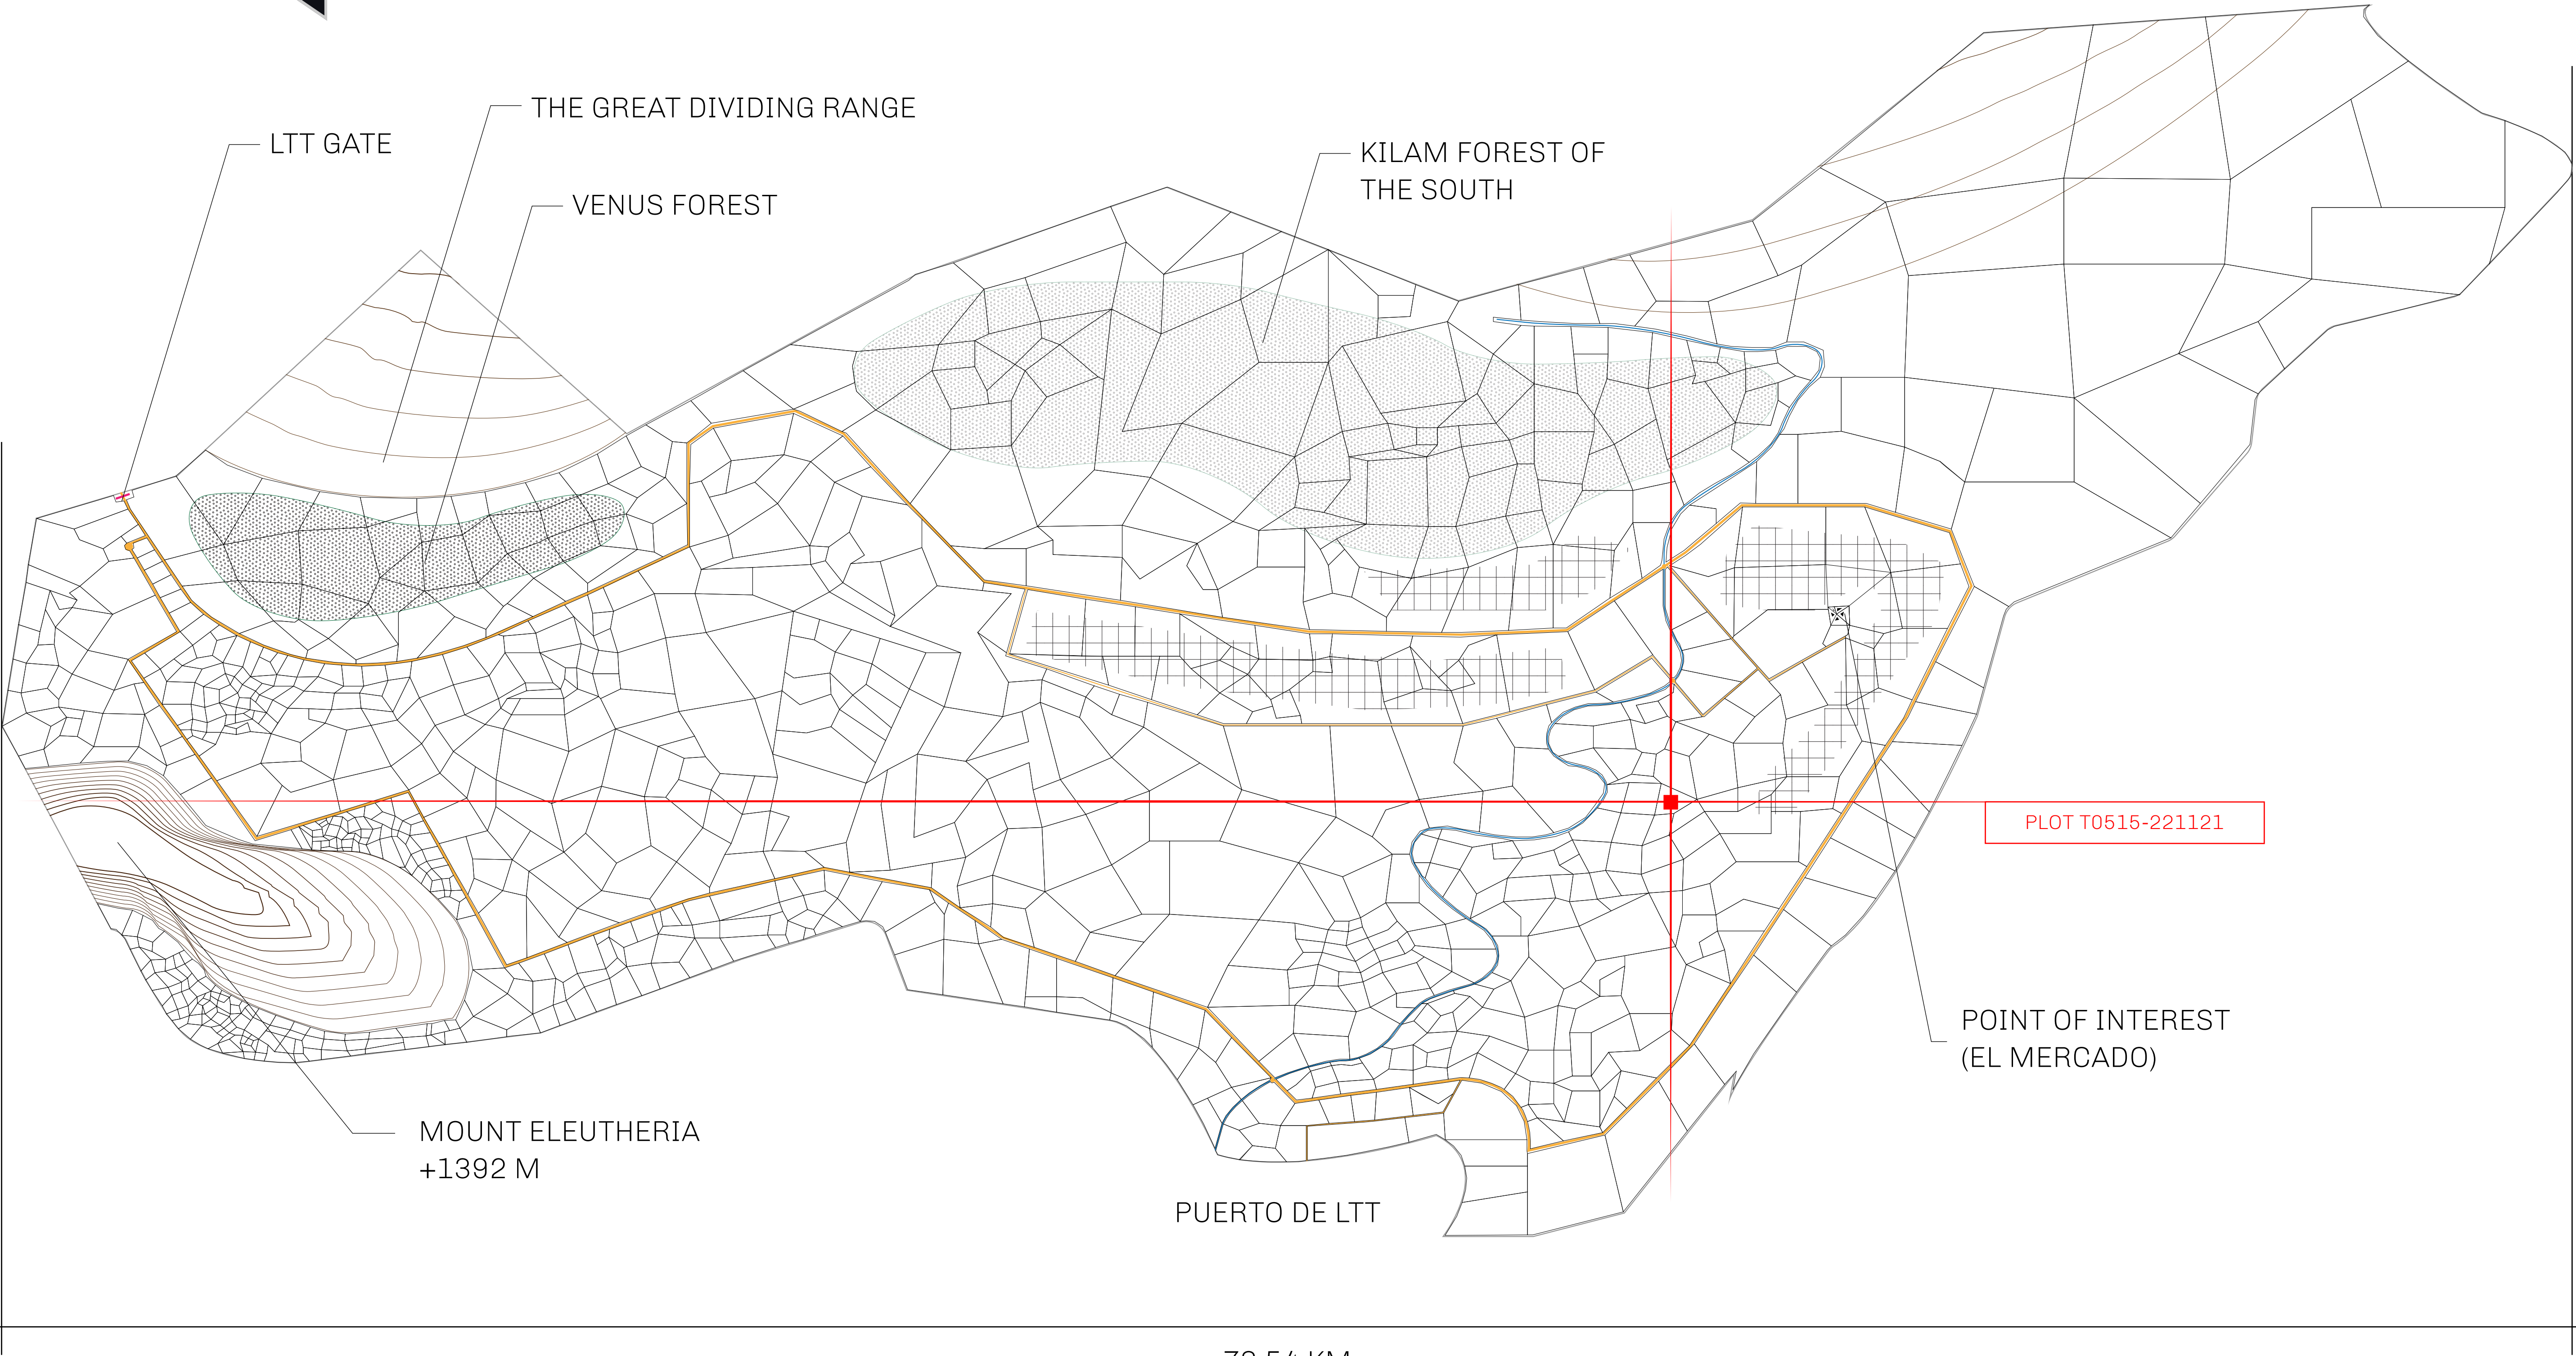 THE GREAT DIVIDING RANGE
LTT GATE
VENUS FOREST
KILAM FOREST OF
THE SOUTH
PLOT T0515-221121
POINT OF INTEREST
(EL MERCADO)
MOUNT ELEUTHERIA
+1392 M
PUERTO DE LTT
KM